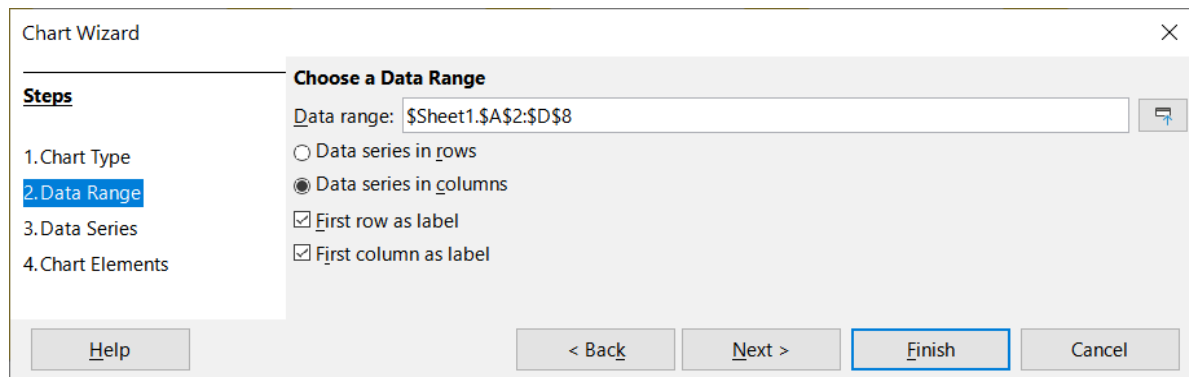 Chart Wizard
Steps
1.Chart Type
2.Data Range
3.Data Series
4.Chart Elements
Choose a Data Range
Data range: $Sheet1.$A$2:$D$8
Data series in rows
Data series in columns
First row as label
First column as label
Help
< Back
Next >
Finish
Cancel